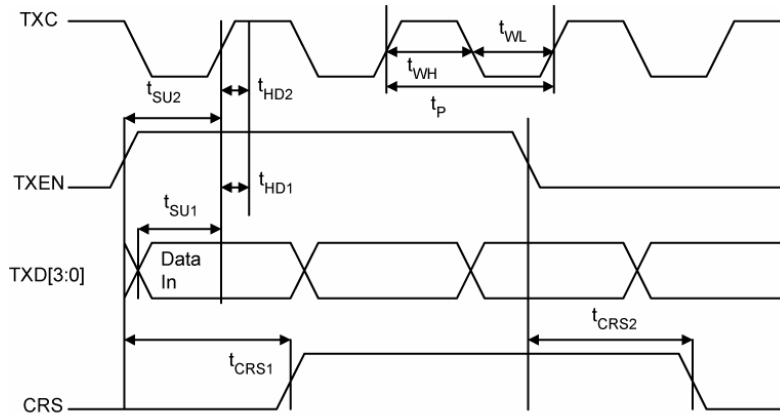 TXC
tWH
tWL
tP
tSU2
tHD2
TXEN
tHD1
tSU1
TXD[3:0]
Data
In
tCRS1
tCRS2
CRS